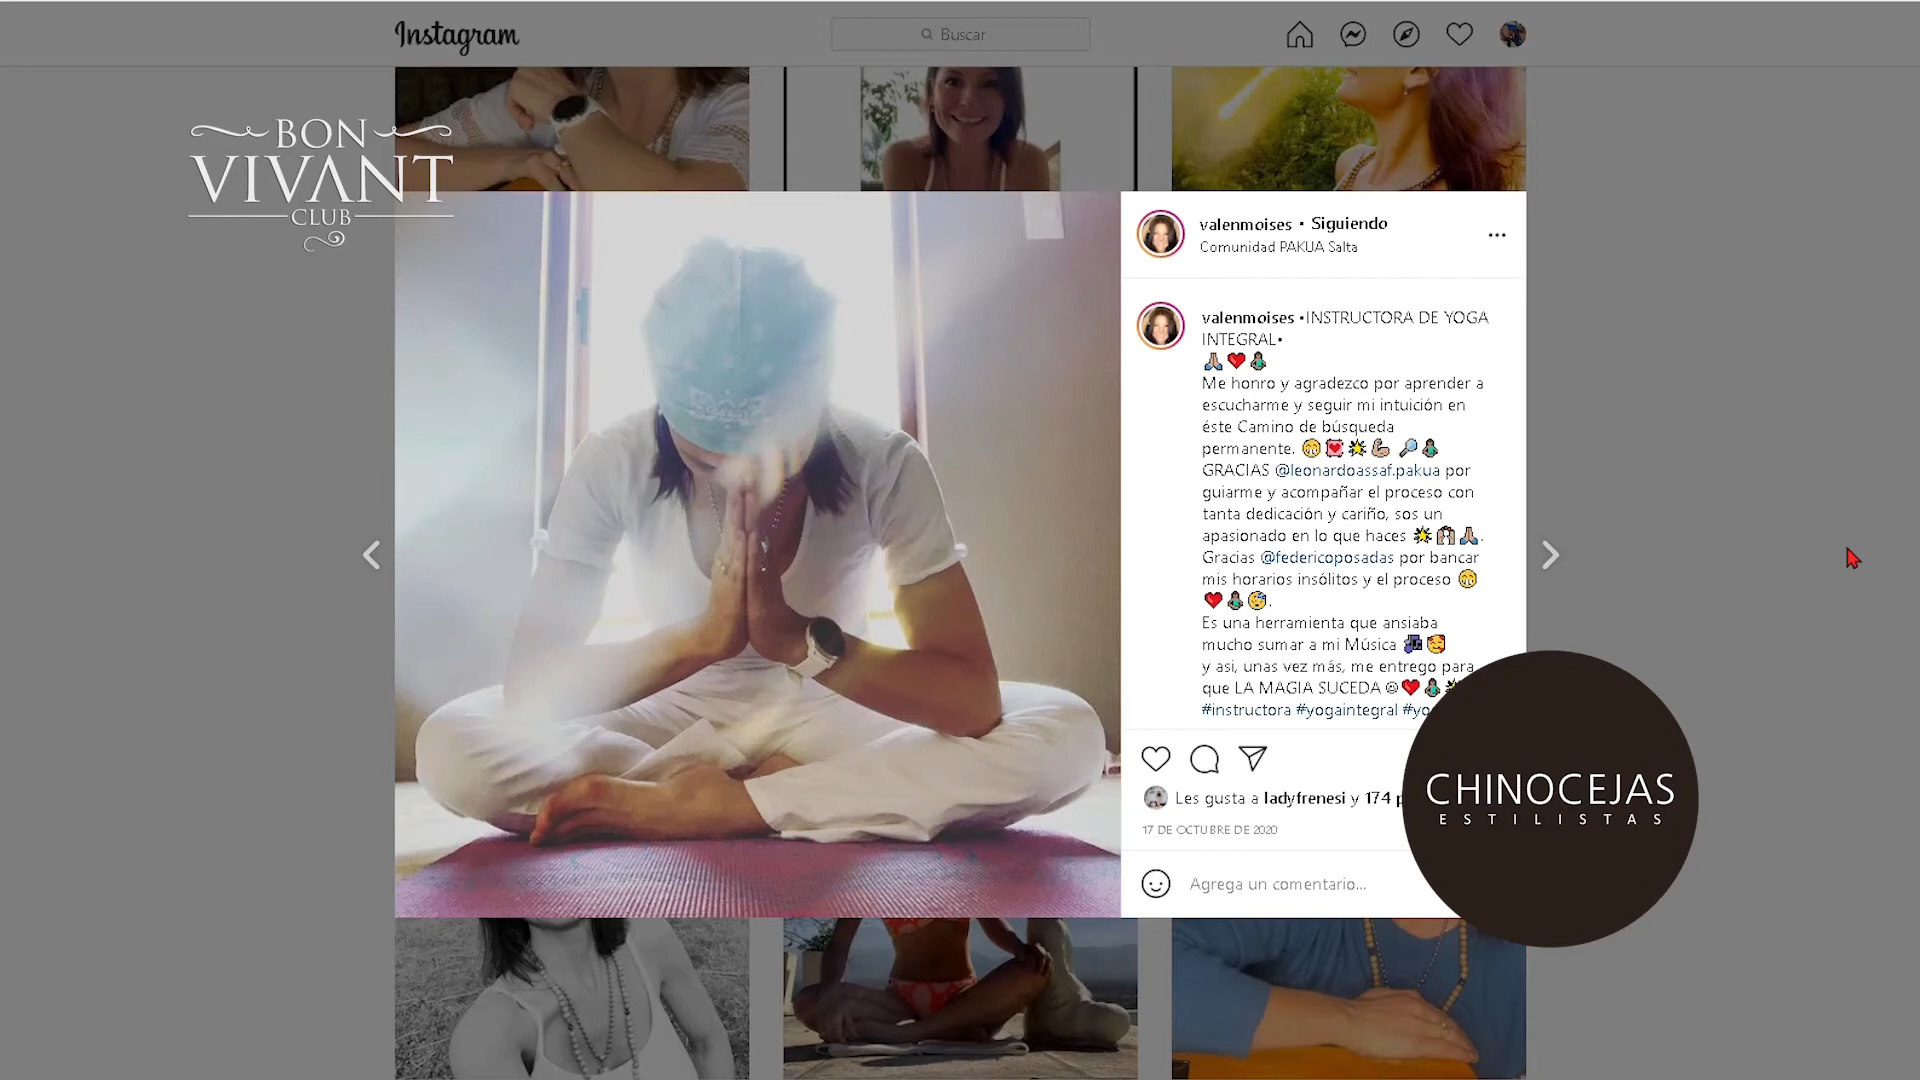 Instagram
Buscar
BON
VIVANT
CLUB
valenmoises • Siguiendo
Comunidad PAKUA Salta
valenmoises •INSTRUCTORA DE YOGA
INTEGRAL•
🙏🏽❤️🧘🏽‍♀️
Me honro y agradezco por aprender a
escucharme y seguir mi intuición en
éste Camino de búsqueda
permanente.
GRACIAS @leonardoassaf.pakua por
guiarme y acompañar el proceso con
tanta dedicación y cariño, sos un
apasionado en lo que haces
Gracias @federicoposadas por bancar
mis horarios insólitos y el proceso
Es una herramienta que ansiaba
mucho sumar a mi Música
y asi, unas vez más, me entrego para
que LA MAGIA SUCEDA
#instructora #yogaintegral
Les gusta a ladyfrenesi y 174
17 DE OCTUBRE DE 2020
Agrega un comentario...
CHINOCEJAS
ESTILISTAS